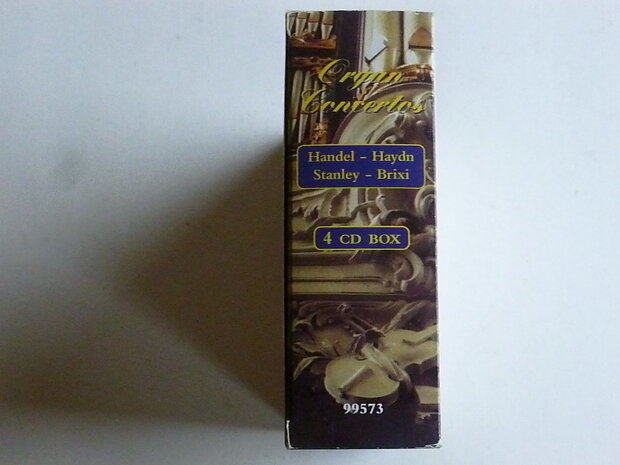 Organ
Concertos
Handel - Haydn
Stanley - Brixi
4 CD BOX
99573